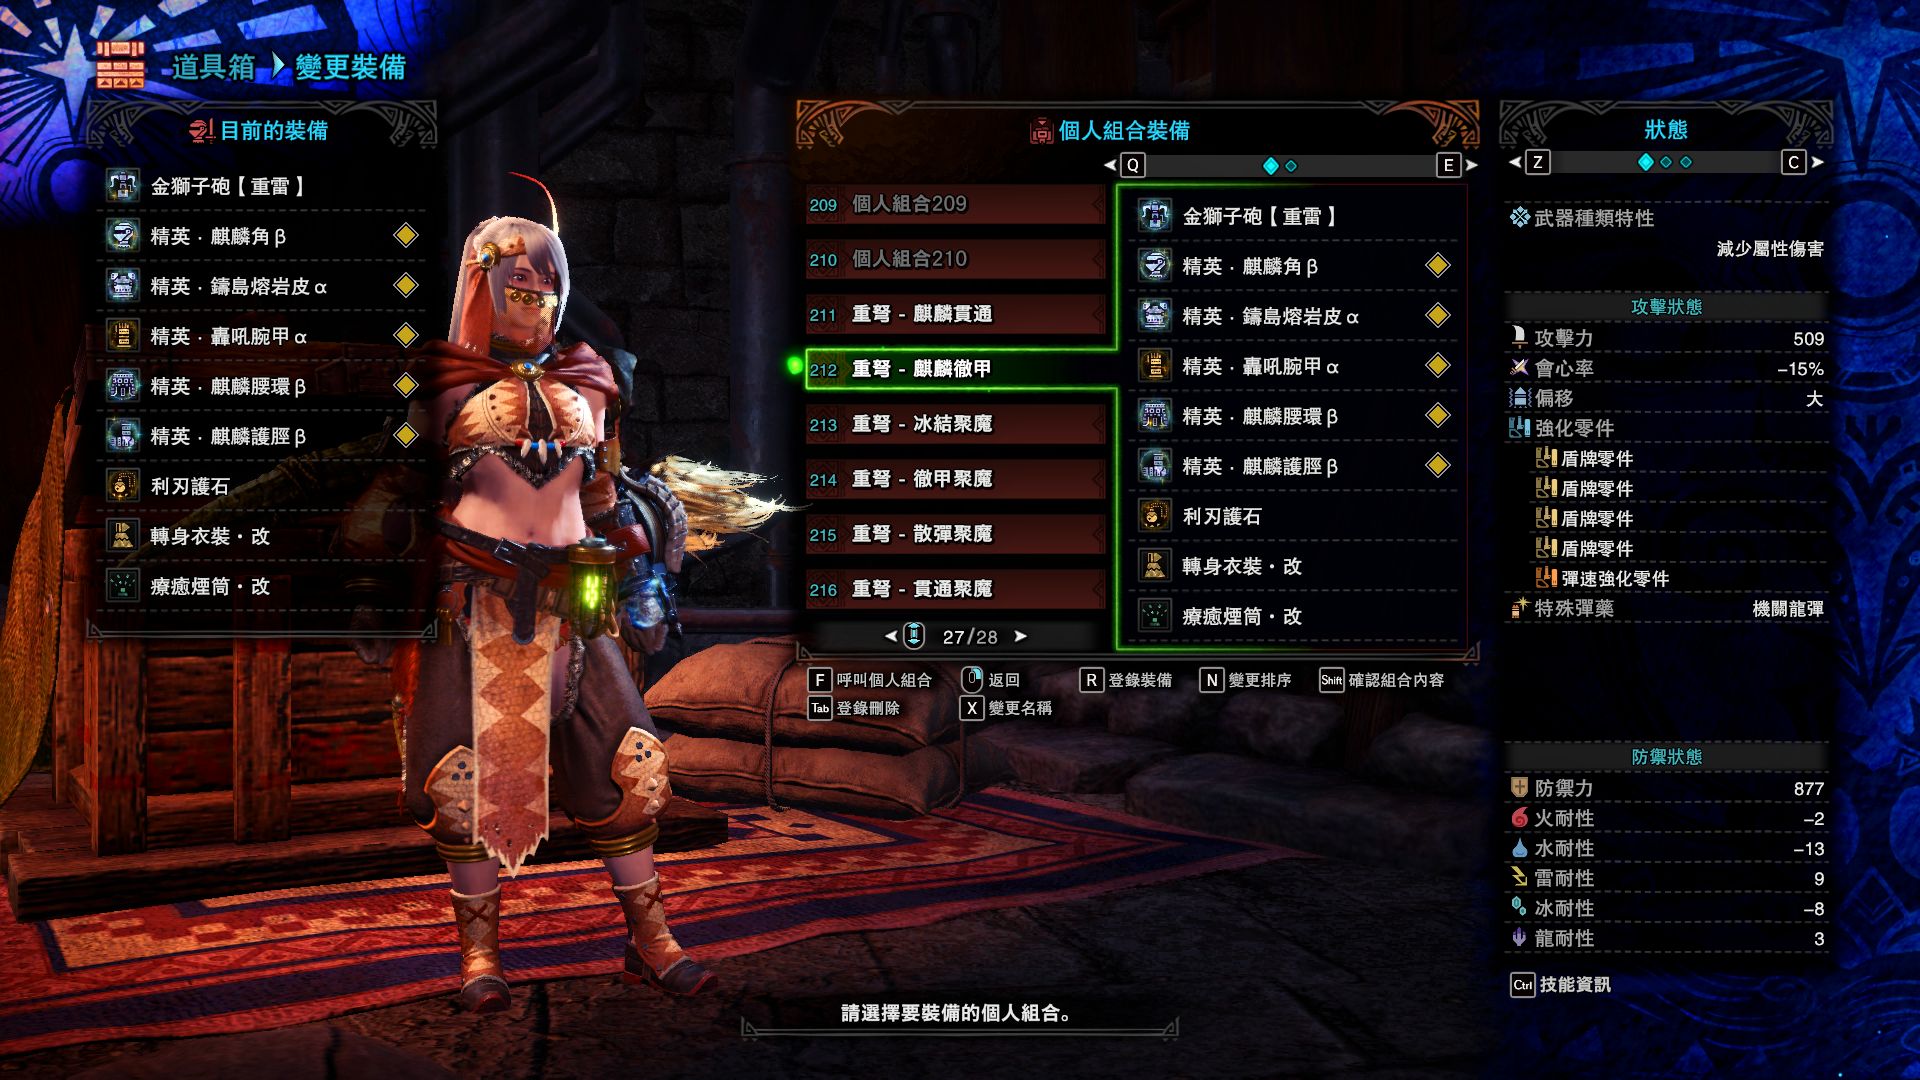 道具箱 變更裝備
目前的裝備
金獅子砲【重雷】
精英．麒麟角β
精英．鑄島熔岩皮α
精英．轟吼腕甲α
精英．麒麟腰環β
精英．麒麟護脛β
利刃護石
轉身衣裝・改
療癒煙筒・改
個人組合裝備
Q E
209 個人組合209
210 個人組合210
211 重弩 - 麒麟貫通
212 重弩 - 麒麟徹甲
213 重弩 - 冰結聚魔
214 重弩 - 徹甲聚魔
215 重弩 - 散彈聚魔
216 重弩 - 貫通聚魔
27/28
金獅子砲【重雷】
精英．麒麟角β
精英．鑄島熔岩皮α
精英．轟吼腕甲α
精英．麒麟腰環β
精英．麒麟護脛β
利刃護石
轉身衣裝・改
療癒煙筒・改
F 呼叫個人組合 返回 R 登錄裝備 N 變更排序 Shift 確認組合內容
Tab 登錄刪除 X 變更名稱
狀態
Z C
武器種類特性
減少屬性傷害
攻擊狀態
攻擊力 509
會心率 -15%
偏移 大
強化零件
盾牌零件
盾牌零件
盾牌零件
盾牌零件
彈速強化零件
特殊彈藥 機關龍彈
防禦狀態
防禦力 877
火耐性 -2
水耐性 -13
雷耐性 9
冰耐性 -8
龍耐性 3
Ctrl 技能資訊
請選擇要裝備的個人組合。